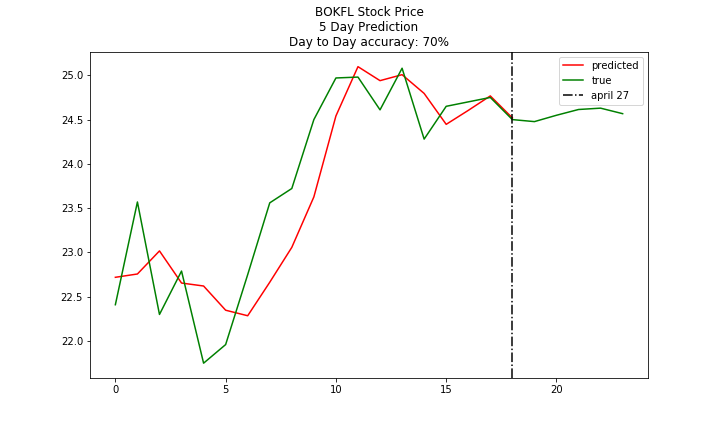 BOKFL Stock Price
5 Day Prediction
Day to Day accuracy: 70%
predicted
true
april 27
25.0
24.5
24.0
23.5
23.0
22.5
22.0
0 5 10 15 20